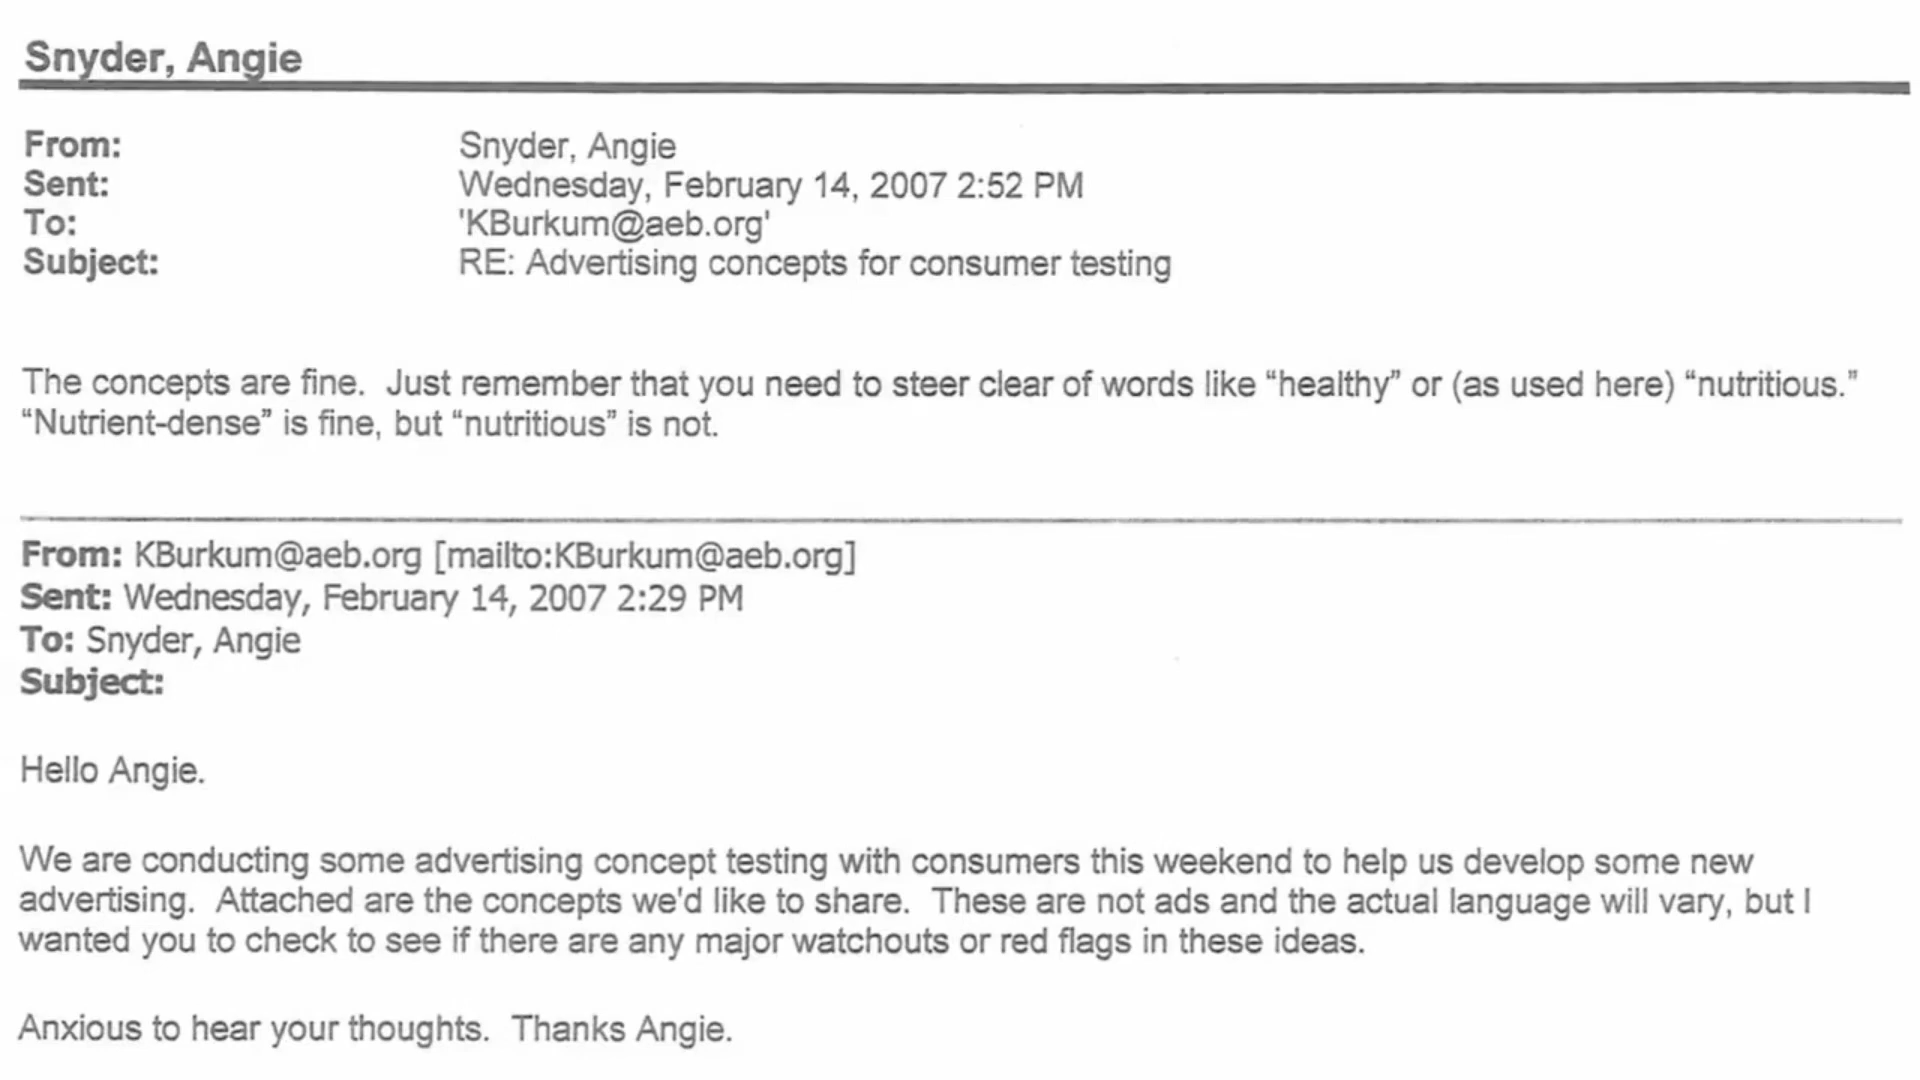 Snyder, Angie
From: Snyder, Angie
Sent: Wednesday, February 14, 2007 2:52 PM
To: 'KBurkum@aeb.org'
Subject: RE: Advertising concepts for consumer testing
The concepts are fine.  Just remember that you need to steer clear of words like “healthy” or (as used here) “nutritious.”
“Nutrient-dense” is fine, but “nutritious” is not.
From: KBurkum@aeb.org [mailto:KBurkum@aeb.org]
Sent: Wednesday, February 14, 2007 2:29 PM
To: Snyder, Angie
Subject:
Hello Angie.
We are conducting some advertising concept testing with consumers this weekend to help us develop some new
advertising.  Attached are the concepts we'd like to share.  These are not ads and the actual language will vary, but I
wanted you to check to see if there are any major watchouts or red flags in these ideas.
Anxious to hear your thoughts.  Thanks Angie.